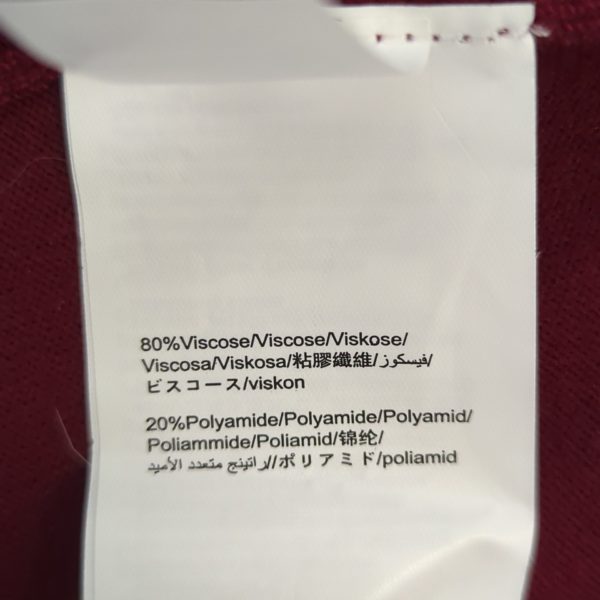 80%Viscose/Viscose/Viskose/
Viscosa/Viskosa/粘膠纖維/فيسكوز/
ビスコース/viskon
20%Polyamide/Polyamide/Polyamid/
Poliammide/Poliamid/锦纶/
راتينج متعدد الأميد//ポリアミド/poliamid